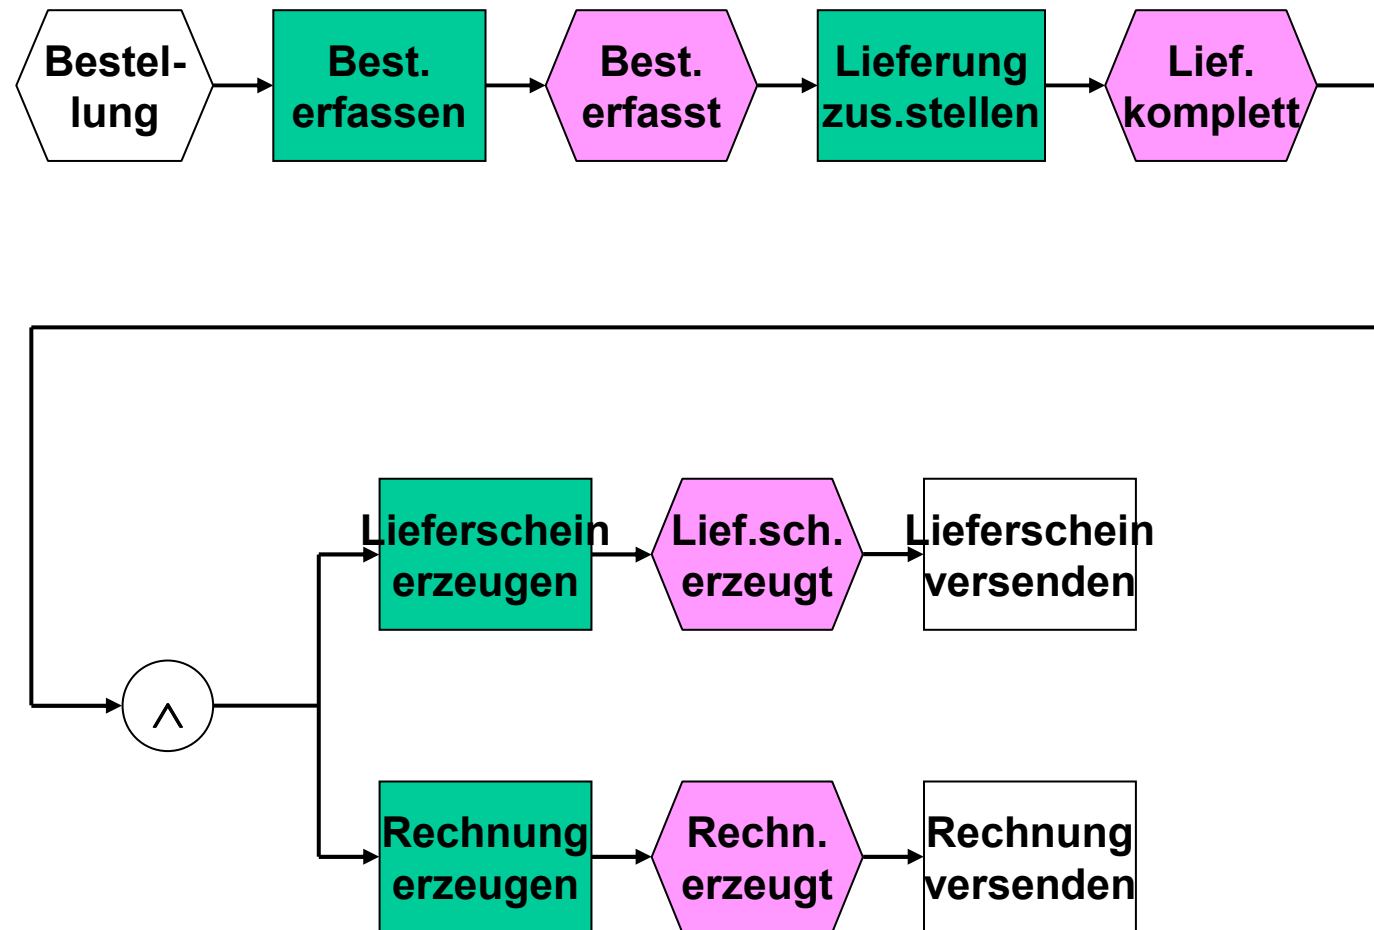 Bestel-
lung
Best.
erfassen
Best.
erfasst
Lieferung
zus.stellen
Lief.
komplett
Lieferschein
erzeugen
Lief.sch.
erzeugt
Lieferschein
versenden
^
Rechnung
erzeugen
Rechn.
erzeugt
Rechnung
versenden